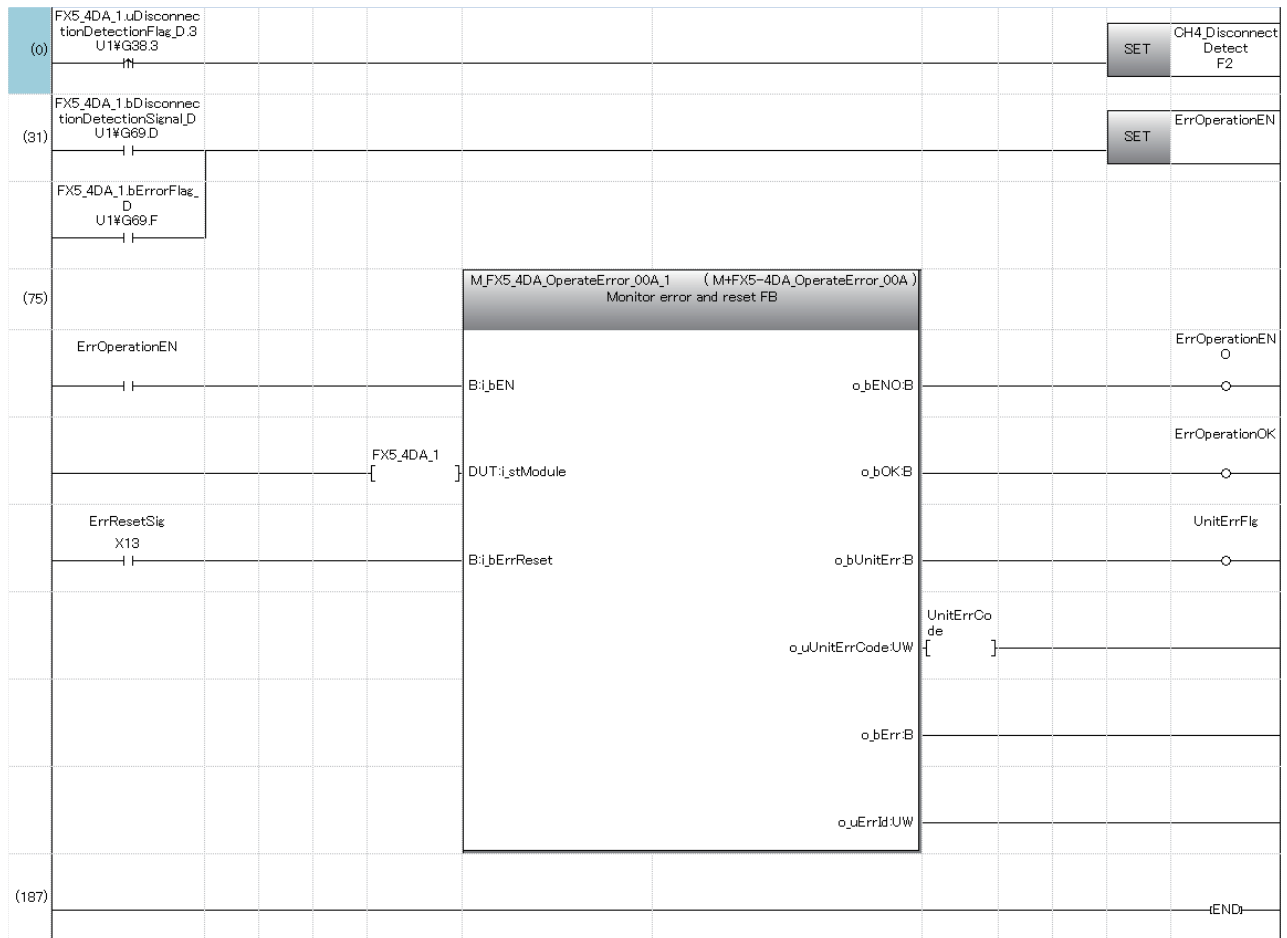 FX5_4DA_1.uDisconnec
tionDetectionFlag_D.3
U1¥G38.3
(0)
SET
CH4_Disconnect
Detect
F2
FX5_4DA_1.bDisconnec
tionDetectionSignal_D
U1¥G69.D
(31)
SET
ErrOperationEN
FX5_4DA_1.bErrorFlag_
D
U1¥G69.F
(75)
M_FX5_4DA_OperateError_00A_1 (M+FX5-4DA_OperateError_00A)
Monitor error and reset FB
ErrOperationEN
B:i_bEN
o_bENO:B
ErrOperationEN
O
FX5_4DA_1
DUT:i_stModule
o_bOK:B
ErrOperationOK
ErrResetSig
X13
B:i_bErrReset
o_bUnitErr:B
UnitErrFlg
o_uUnitErrCode:UW
UnitErrCo
de
o_bErr:B
o_uErrId:UW
(187)
END